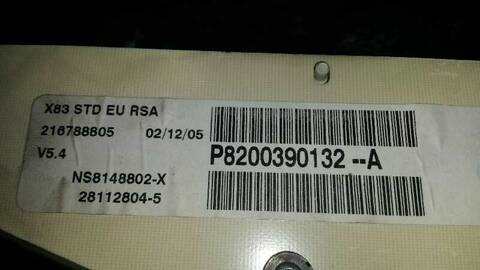 X83 STD EU RSA
216788805 02/12/05
V5.4 P8200390132 --A
NS8148802-X
28112804-5